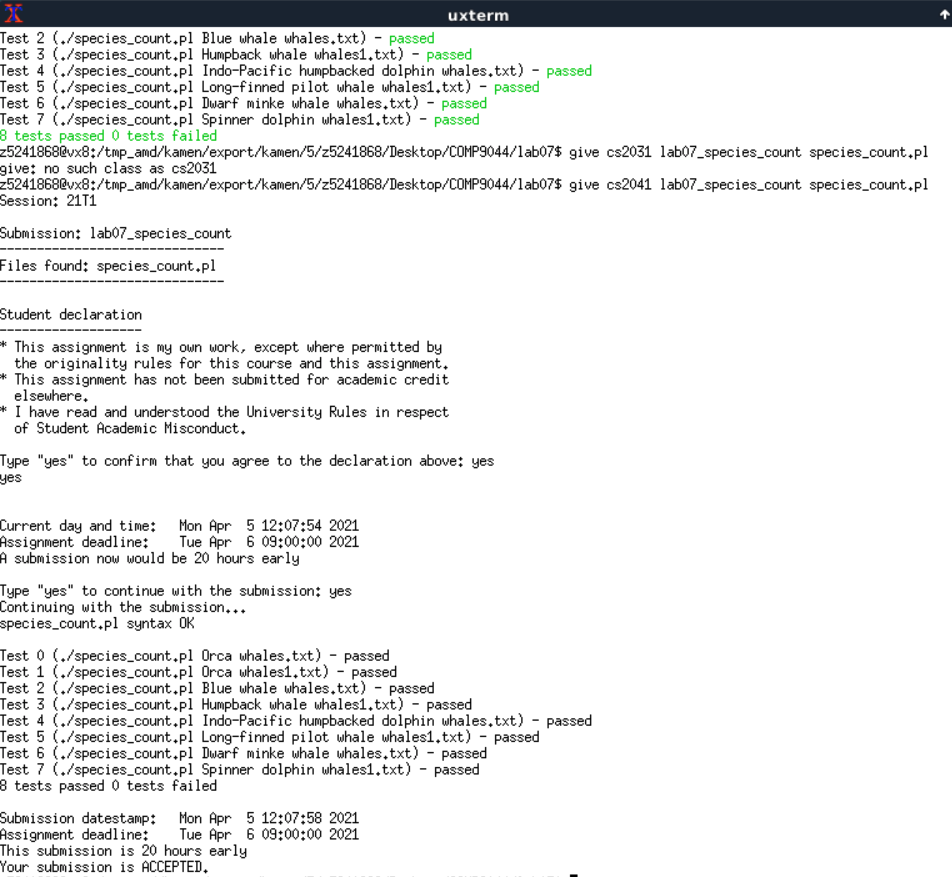 uxterm
Test 2 (./species_count.pl Blue whale whales.txt) - passed
Test 3 (./species_count.pl Humpback whale whales1.txt) - passed
Test 4 (./species_count.pl Indo-Pacific humpbacked dolphin whales.txt) - passed
Test 5 (./species_count.pl Long-finned pilot whale whales1.txt) - passed
Test 6 (./species_count.pl Dwarf minke whale whales.txt) - passed
Test 7 (./species_count.pl Spinner dolphin whales1.txt) - passed
8 tests passed 0 tests failed
z5241868@vx8:/tmp_amd/kamen/export/kamen/5/z5241868/Desktop/COMP9044/lab07$ give cs2031 lab07_species_count species_count.pl
give: no such class as cs2031
z5241868@vx8:/tmp_amd/kamen/export/kamen/5/z5241868/Desktop/COMP9044/lab07$ give cs2041 lab07_species_count species_count.pl
Session: 21T1
Submission: lab07_species_count
------------------------------
Files found: species_count.pl
------------------------------
Student declaration
-------------------
* This assignment is my own work, except where permitted by
  the originality rules for this course and this assignment.
* This assignment has not been submitted for academic credit
  elsewhere.
* I have read and understood the University Rules in respect
  of Student Academic Misconduct.
Type "yes" to confirm that you agree to the declaration above: yes
yes
Current day and time:   Mon Apr  5 12:07:54 2021
Assignment deadline:    Tue Apr  6 09:00:00 2021
A submission now would be 20 hours early
Type "yes" to continue with the submission: yes
Continuing with the submission...
species_count.pl syntax OK
Test 0 (./species_count.pl Orca whales.txt) - passed
Test 1 (./species_count.pl Orca whales1.txt) - passed
Test 2 (./species_count.pl Blue whale whales.txt) - passed
Test 3 (./species_count.pl Humpback whale whales1.txt) - passed
Test 4 (./species_count.pl Indo-Pacific humpbacked dolphin whales.txt) - passed
Test 5 (./species_count.pl Long-finned pilot whale whales1.txt) - passed
Test 6 (./species_count.pl Dwarf minke whale whales.txt) - passed
Test 7 (./species_count.pl Spinner dolphin whales1.txt) - passed
8 tests passed 0 tests failed
Submission datestamp:   Mon Apr  5 12:07:58 2021
Assignment deadline:    Tue Apr  6 09:00:00 2021
This submission is 20 hours early
Your submission is ACCEPTED.